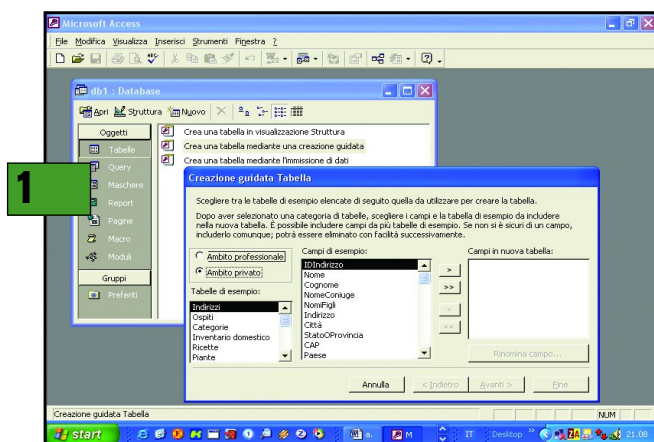 Microsoft Access
File Modifica Visualizza Inserisci Strumenti Finestra ?
db1 : Database
Apri Struttura Nuovo
Oggetti
Tabelle
Query
Maschere
Report
Pagine
Macro
Moduli
Gruppi
Preferiti
Crea una tabella in visualizzazione Struttura
Crea una tabella mediante una creazione guidata
Crea una tabella mediante l'immissione di dati
1
Creazione guidata Tabella
Scegliere tra le tabelle di esempio elencate di seguito quella da utilizzare per creare la tabella.
Dopo aver selezionato una categoria di tabelle, scegliere i campi e la tabella di esempio da includere
nella nuova tabella. É possibile includere campi da più tabelle di esempio. Se non si è sicuri di un campo,
includerlo comunque; potrà essere eliminato con facilità successivamente.
Ambito professionale
Ambito privato
Tabelle di esempio:
Indirizzi
Ospiti
Categorie
Inventario domestico
Ricette
Piante
Campi di esempio:
IDIndirizzo
Nome
Cognome
NomeConiuge
NomiFigli
Indirizzo
Città
StatoOProvincia
CAP
Paese
>
>>
<
<<
Campi in nuova tabella:
Rinomina campo...
Annulla
< Indietro
Avanti >
Fine
Creazione guidata Tabella
NUM
start
a.
M
IT
Desktop
»
21.08